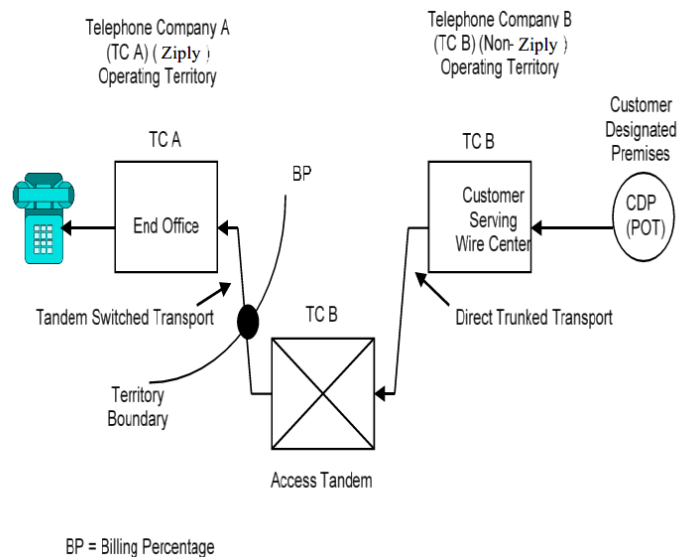 Telephone Company A
(TC A) ( Ziply )
Operating Territory
Telephone Company B
(TC B) (Non- Ziply )
Operating Territory
Customer
Designated
Premises
TC A
BP
TC B
End Office
Customer
Serving
Wire Center
CDP
(POT)
Tandem Switched Transport
TC B
Direct Trunked Transport
Territory
Boundary
Access Tandem
BP = Billing Percentage